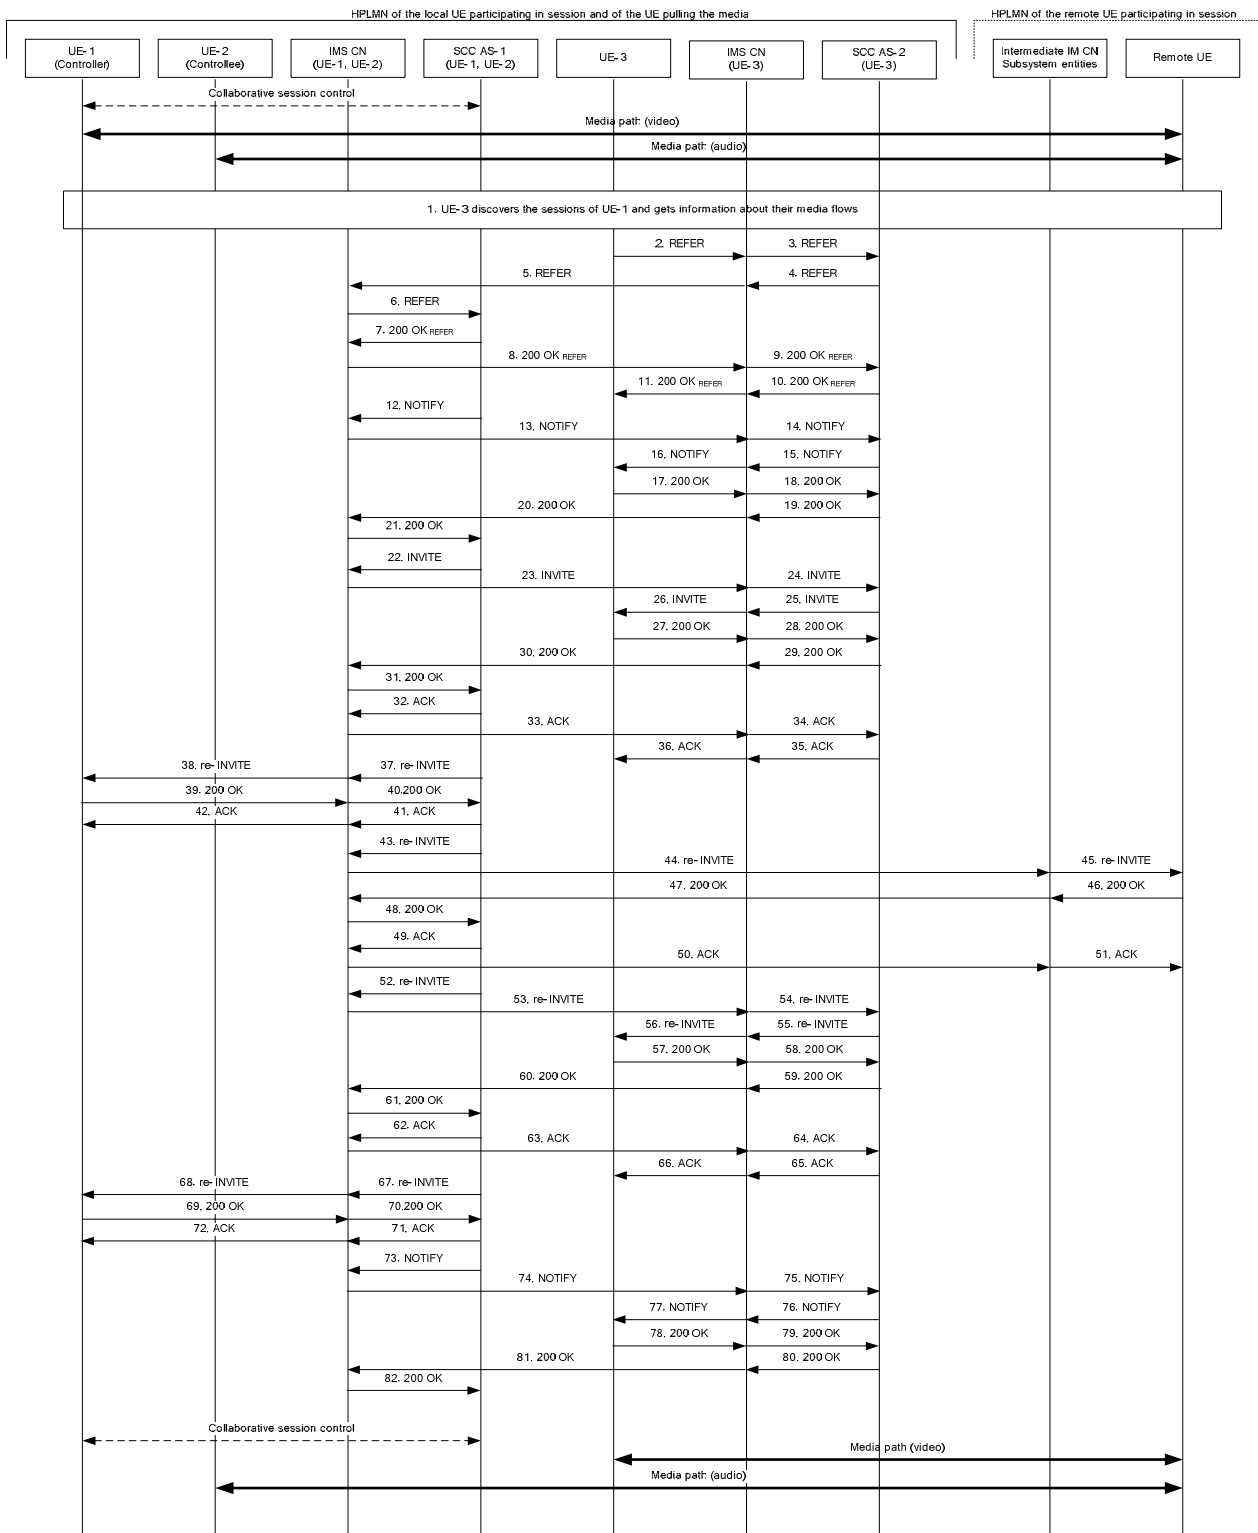 HPLMN of the local UE participating in session and of the UE pulling the media
HPLMN of the remote UE participating in session
UE-1
(Controller)
UE-2
(Controllee)
IMS CN
(UE-1, UE-2)
SCC AS-1
(UE-1, UE-2)
UE-3
IMS CN
(UE-3)
SCC AS-2
(UE-3)
Intermediate IM CN
Subsystem entities
Remote UE
Collaborative session control
Media path (video)
Media path (audio)
1. UE-3 discovers the sessions of UE-1 and gets information about their media flows
2. REFER
3. REFER
5. REFER
4. REFER
6. REFER
7. 200 OK REFER
8. 200 OK REFER
9. 200 OK REFER
11. 200 OK REFER
10. 200 OK REFER
12. NOTIFY
13. NOTIFY
14. NOTIFY
16. NOTIFY
15. NOTIFY
17. 200 OK
18. 200 OK
20. 200 OK
19. 200 OK
21. 200 OK
22. INVITE
23. INVITE
24. INVITE
26. INVITE
25. INVITE
27. 200 OK
28. 200 OK
30. 200 OK
29. 200 OK
31. 200 OK
32. ACK
33. ACK
34. ACK
36. ACK
35. ACK
38. re-INVITE
37. re-INVITE
39. 200 OK
40.200 OK
42. ACK
41. ACK
43. re-INVITE
44. re-INVITE
45. re-INVITE
47. 200 OK
46. 200 OK
48. 200 OK
49. ACK
50. ACK
51. ACK
52. re-INVITE
53. re-INVITE
54. re-INVITE
56. re-INVITE
55. re-INVITE
57. 200 OK
58. 200 OK
60. 200 OK
59. 200 OK
61. 200 OK
62. ACK
63. ACK
64. ACK
66. ACK
65. ACK
68. re-INVITE
67. re-INVITE
69. 200 OK
70.200 OK
72. ACK
71. ACK
73. NOTIFY
74. NOTIFY
75. NOTIFY
77. NOTIFY
76. NOTIFY
78. 200 OK
79. 200 OK
81. 200 OK
80. 200 OK
82. 200 OK
Collaborative session control
Media path (video)
Media path (audio)